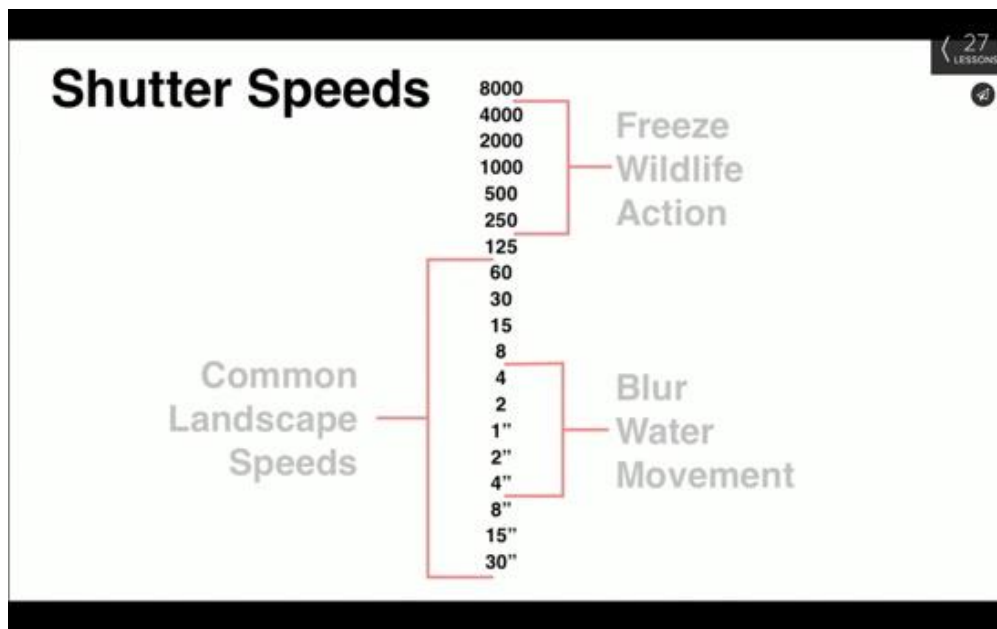 Shutter Speeds
27
LESSONS
8000
4000
2000
1000
500
250
125
60
30
15
8
4
2
1”
2”
4”
8”
15”
30”
Freeze
Wildlife
Action
Common
Landscape
Speeds
Blur
Water
Movement